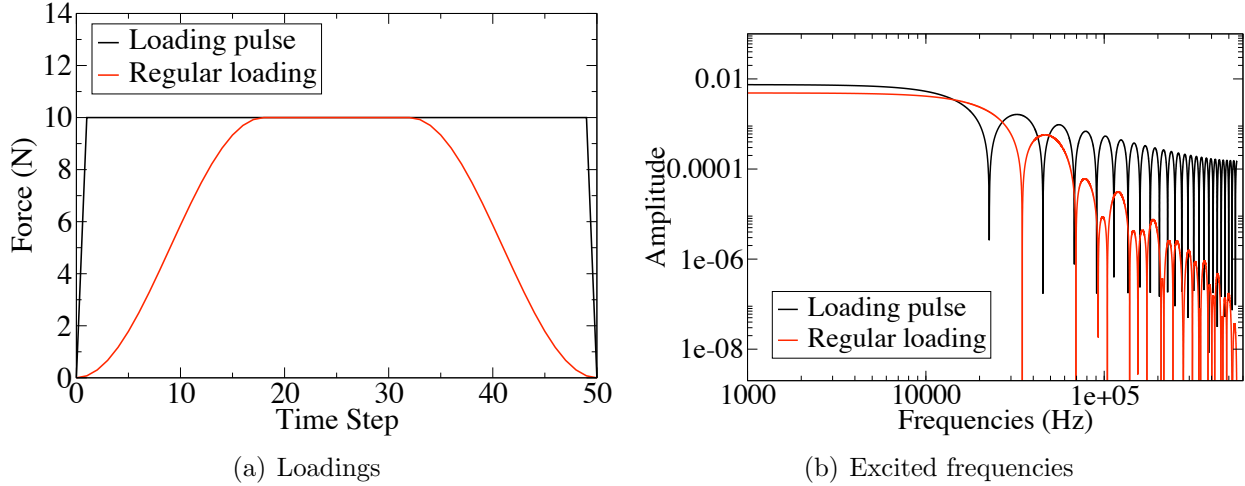 14
12
10
8
6
4
2
0
Force (N)
Loading pulse
Regular loading
0
10
20
30
40
50
Time Step
(a) Loadings
0.01
0.0001
1e-06
1e-08
Amplitude
Loading pulse
Regular loading
1000
10000
1e+05
Frequencies (Hz)
(b) Excited frequencies